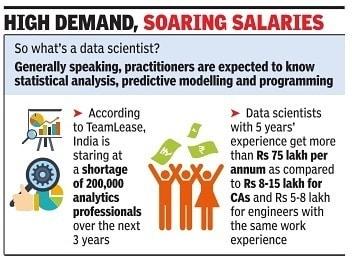 HIGH DEMAND, SOARING SALARIES
So what's a data scientist?
Generally speaking, practitioners are expected to know
statistical analysis, predictive modelling and programming
➤ According
to TeamLease,
India is
staring at
a shortage
of 200,000
analytics
professionals
over the next
3 years
➤ Data scientists
with 5 years'
experience get more
than Rs 75 lakh per
annum as compared
to Rs 8-15 lakh for
CAs and Rs 5-8 lakh
for engineers with
the same work
experience